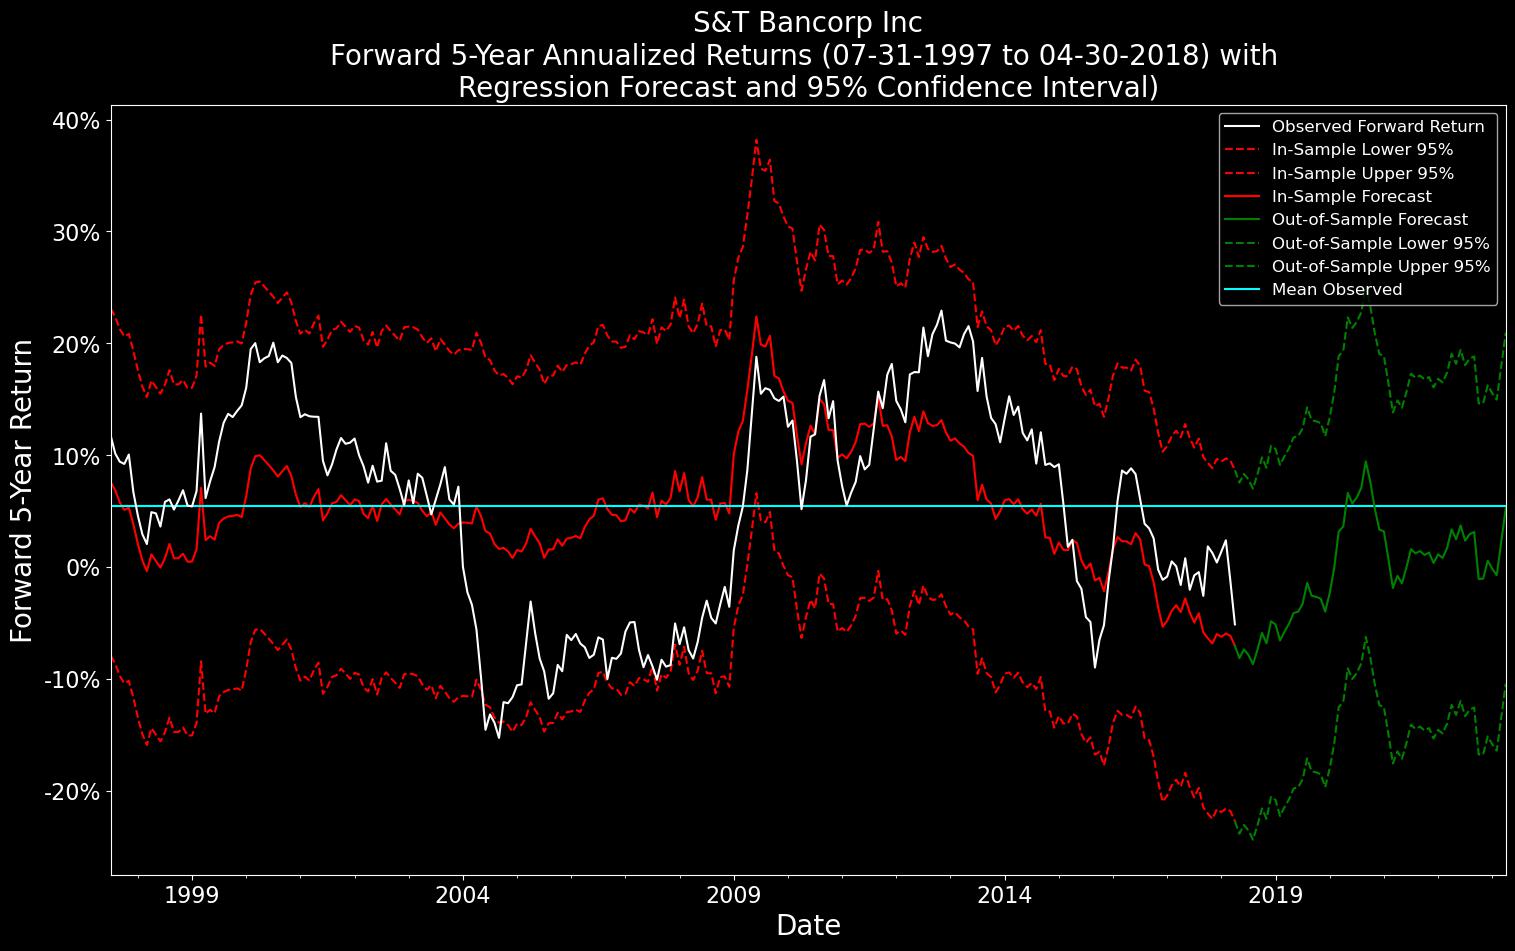 S&T Bancorp Inc
Forward 5-Year Annualized Returns (07-31-1997 to 04-30-2018) with
Regression Forecast and 95% Confidence Interval)
Forward 5-Year Return
40%
30%
20%
10%
0%
-10%
-20%
Observed Forward Return
In-Sample Lower 95%
In-Sample Upper 95%
In-Sample Forecast
Out-of-Sample Forecast
Out-of-Sample Lower 95%
Out-of-Sample Upper 95%
Mean Observed
1999
2004
2009
2014
2019
Date